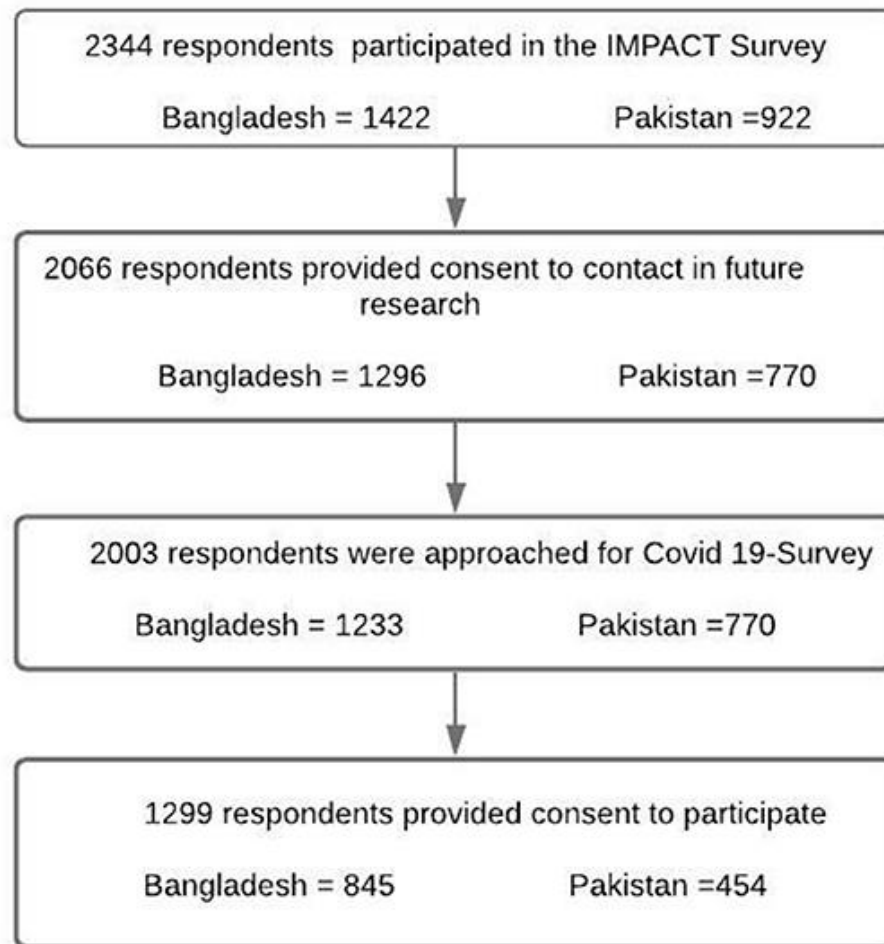 2344 respondents participated in the IMPACT Survey
Bangladesh = 1422 Pakistan =922
2066 respondents provided consent to contact in future
research
Bangladesh = 1296 Pakistan =770
2003 respondents were approached for Covid 19-Survey
Bangladesh = 1233 Pakistan =770
1299 respondents provided consent to participate
Bangladesh = 845 Pakistan =454